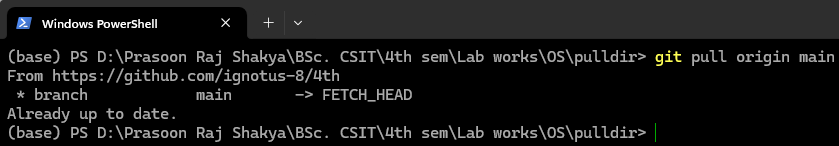 Windows PowerShell
(base) PS D:\Prasoon Raj Shakya\BSc. CSIT\4th sem\Lab works\OS\pulldir> git pull origin main
From https://github.com/ignotus-8/4th
 * branch            main       -> FETCH_HEAD
Already up to date.
(base) PS D:\Prasoon Raj Shakya\BSc. CSIT\4th sem\Lab works\OS\pulldir>